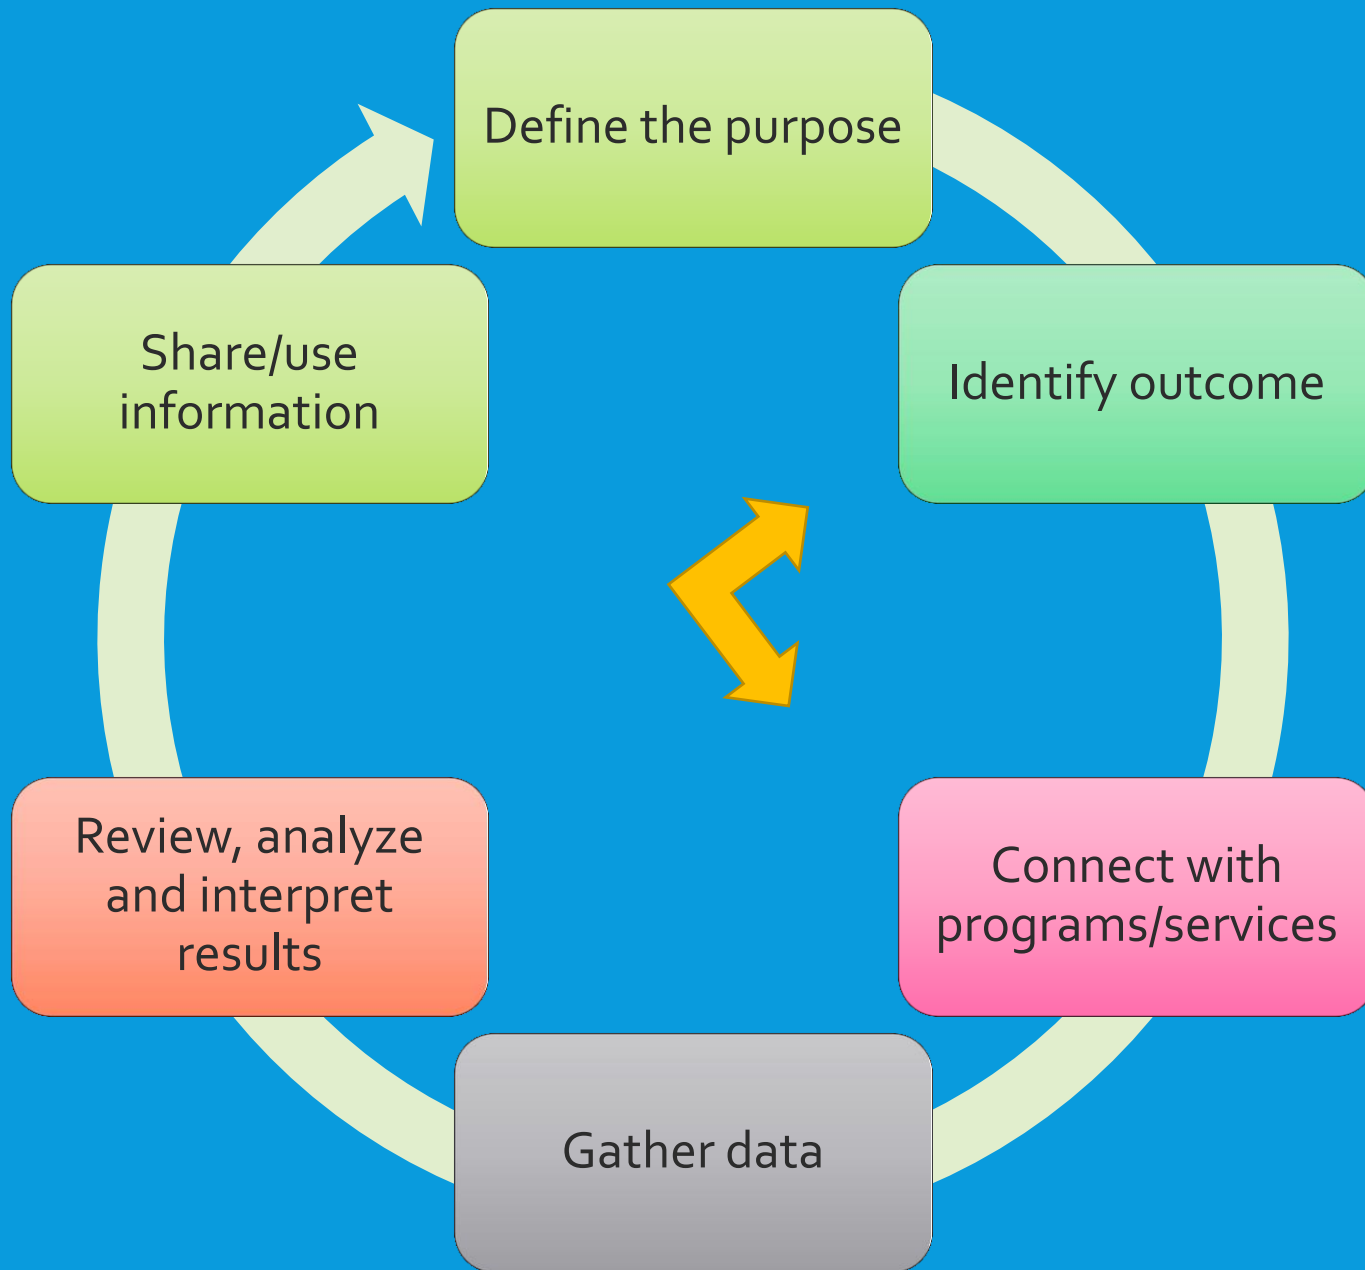 Define the purpose
Identify outcome
Connect with
programs/services
Gather data
Review, analyze
and interpret
results
Share/use
information